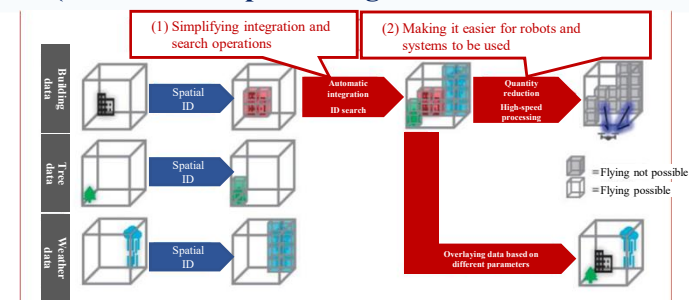 (1) Simplifying integration and
search operations
(2) Making it easier for robots and
systems to be used
Building
data
Spatial
ID
Automatic
integration
ID search
Quantity
reduction
High-speed
processing
Tree
data
Spatial
ID
=Flying not possible
=Flying possible
Weather
data
Spatial
ID
Overlaying data based on
different parameters